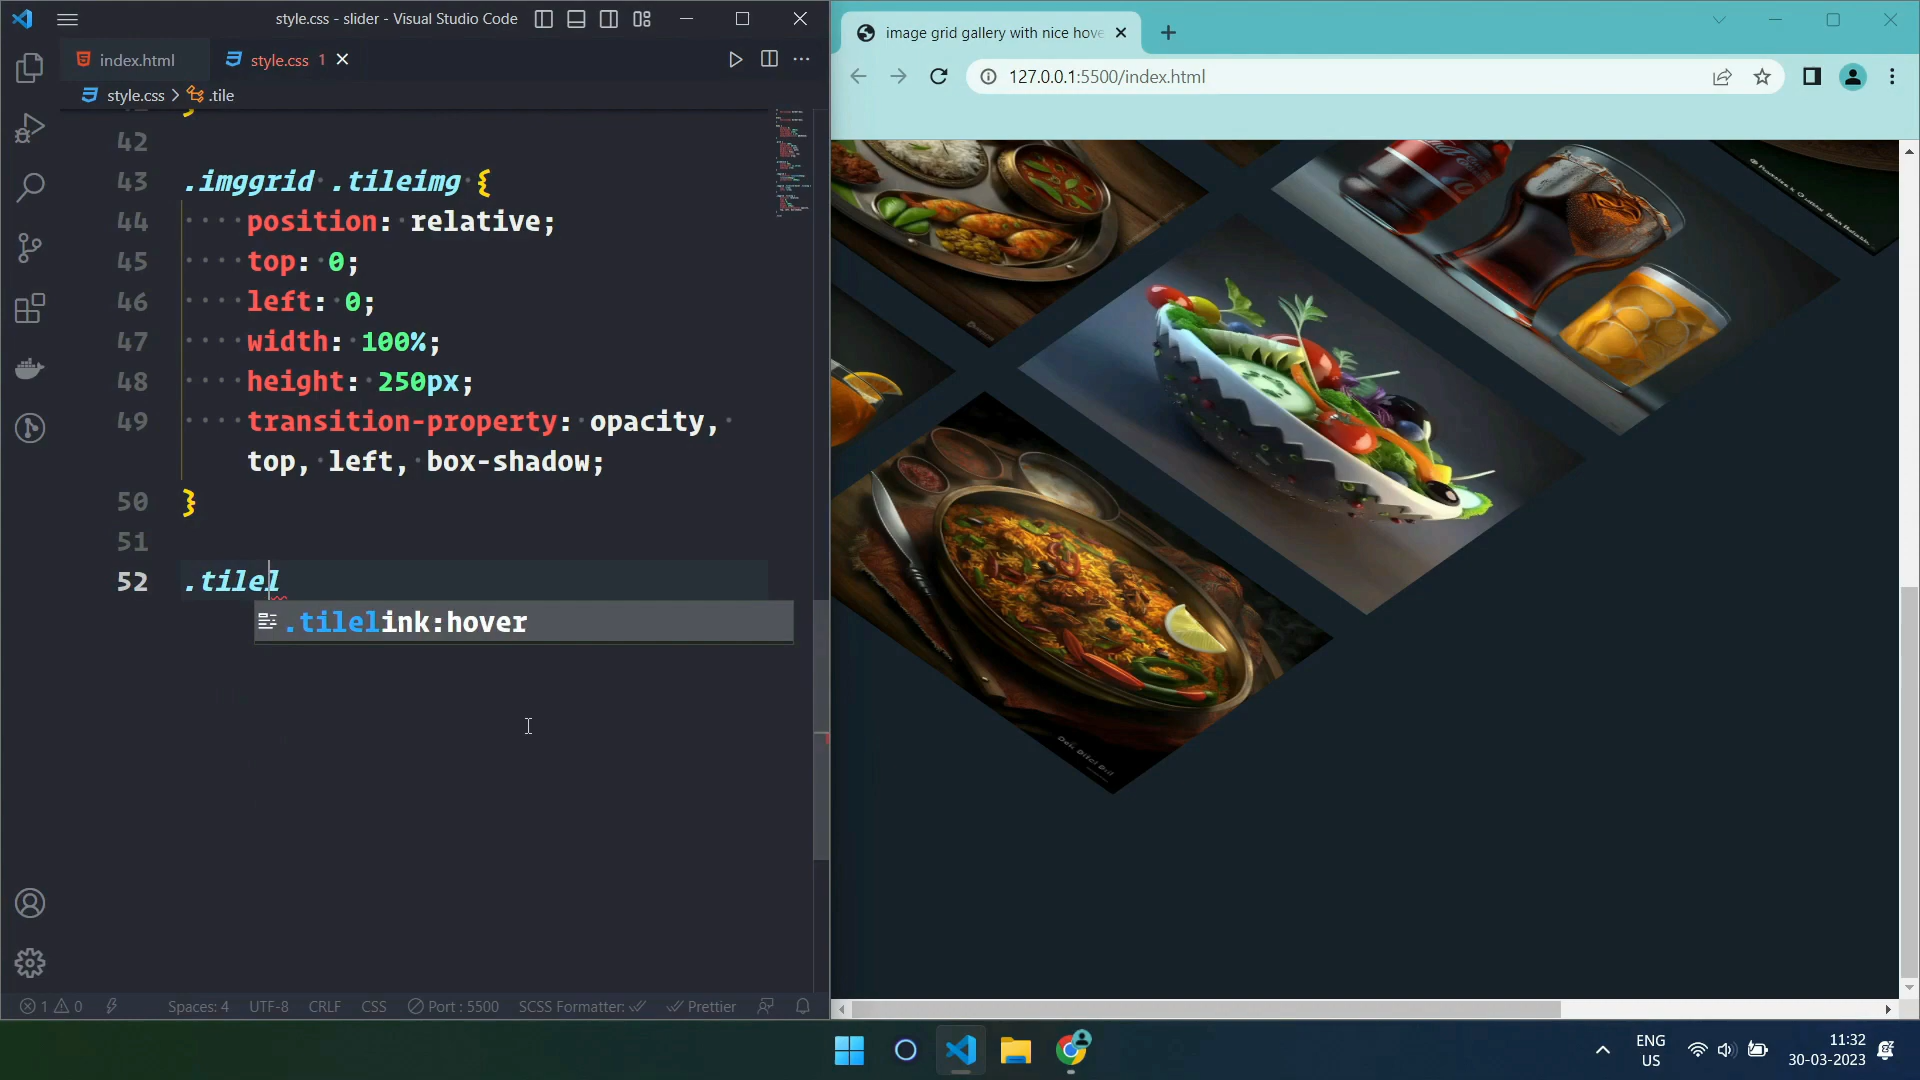 style.css - slider - Visual Studio Code
index.html
style.css 1
style.css > .tile
42
43 .imggrid .tileimg {
44 position: relative;
45 top: 0;
46 left: 0;
47 width: 100%;
48 height: 250px;
49 transition-property: opacity,
top, left, box-shadow;
50 }
51
52 .tilel
.tilelink:hover
1 0 Spaces: 4 UTF-8 CRLF CSS Port : 5500 SCSS Formatter: Prettier
image grid gallery with nice hove
127.0.0.1:5500/index.html
ENG
US
11:32
30-03-2023